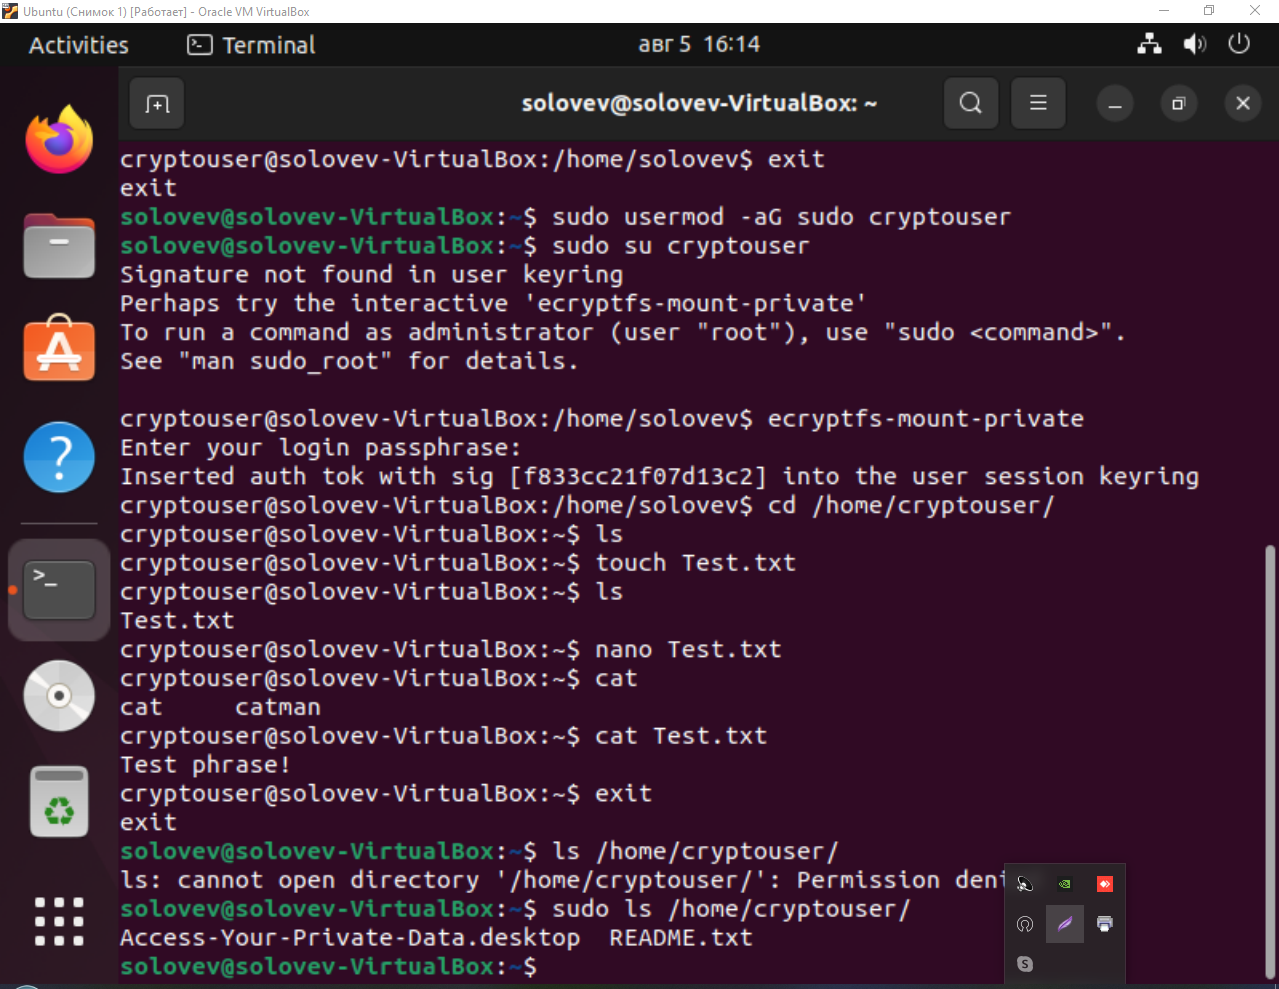 Ubuntu (Снимок 1) [Работает] - Oracle VM VirtualBox
Activities
Terminal
авг 5 16:14
solovev@solovev-VirtualBox: ~
cryptouser@solovev-VirtualBox:/home/solovev$ exit
exit
solovev@solovev-VirtualBox:~$ sudo usermod -aG sudo cryptouser
solovev@solovev-VirtualBox:~$ sudo su cryptouser
Signature not found in user keyring
Perhaps try the interactive 'ecryptfs-mount-private'
To run a command as administrator (user "root"), use "sudo <command>".
See "man sudo_root" for details.
cryptouser@solovev-VirtualBox:/home/solovev$ ecryptfs-mount-private
Enter your login passphrase:
Inserted auth tok with sig [f833cc21f07d13c2] into the user session keyring
cryptouser@solovev-VirtualBox:/home/solovev$ cd /home/cryptouser/
cryptouser@solovev-VirtualBox:~$ ls
cryptouser@solovev-VirtualBox:~$ touch Test.txt
cryptouser@solovev-VirtualBox:~$ ls
Test.txt
cryptouser@solovev-VirtualBox:~$ nano Test.txt
cryptouser@solovev-VirtualBox:~$ cat
cat     catman
cryptouser@solovev-VirtualBox:~$ cat Test.txt
Test phrase!
cryptouser@solovev-VirtualBox:~$ exit
exit
solovev@solovev-VirtualBox:~$ ls /home/cryptouser/
ls: cannot open directory '/home/cryptouser/': Permission deni
solovev@solovev-VirtualBox:~$ sudo ls /home/cryptouser/
Access-Your-Private-Data.desktop  README.txt
solovev@solovev-VirtualBox:~$